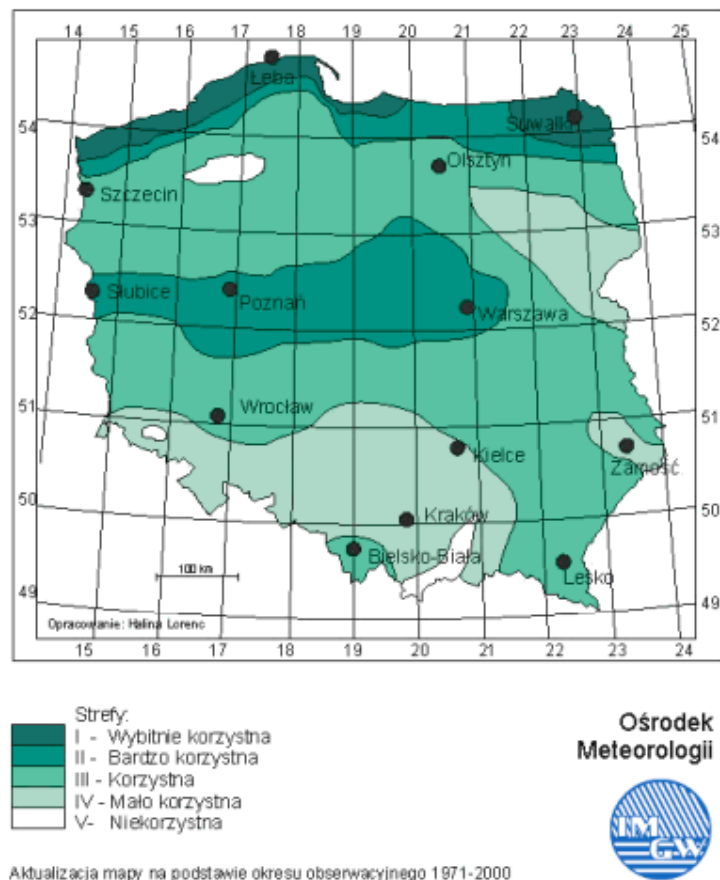 14 15 16 17 18 19 20 21 22 23 24 25
Łeba
54 Suwałki 54
Olsztyn
Szczecin
53 53
Słubice Poznań
52 Warszawa 52
51 Wrocław 51
Kielce Zamość
50 Kraków 50
Bielsko-Biała Lesko
100 km
49 49
Opracowanie: Halina Lorenc
15 16 17 18 19 20 21 22 23 24
Strefy:
I - Wybitnie korzystna
II - Bardzo korzystna
III - Korzystna
IV - Mało korzystna
V- Niekorzystna
Ośrodek
Meteorologii
IM
GW
Aktualizacja mapy na podstawie okresu obserwacyjnego 1971-2000